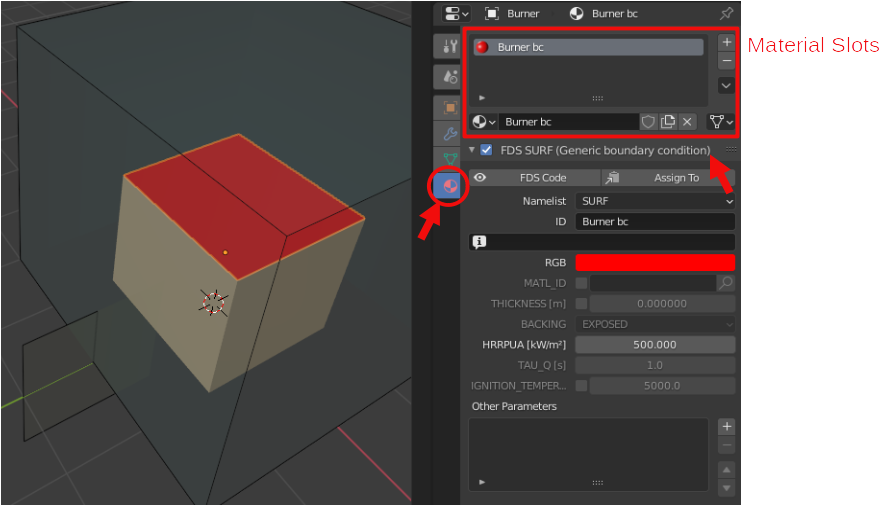 Burner › Burner bc
Material Slots
Burner bc
Burner bc
FDS SURF (Generic boundary condition)
FDS Code Assign To
Namelist SURF
ID Burner bc
RGB
MATL_ID
THICKNESS [m] 0.000000
BACKING EXPOSED
HRRPUA [kW/m²] 500.000
TAU_Q [s] 1.0
IGNITION_TEMPER... 5000.0
Other Parameters